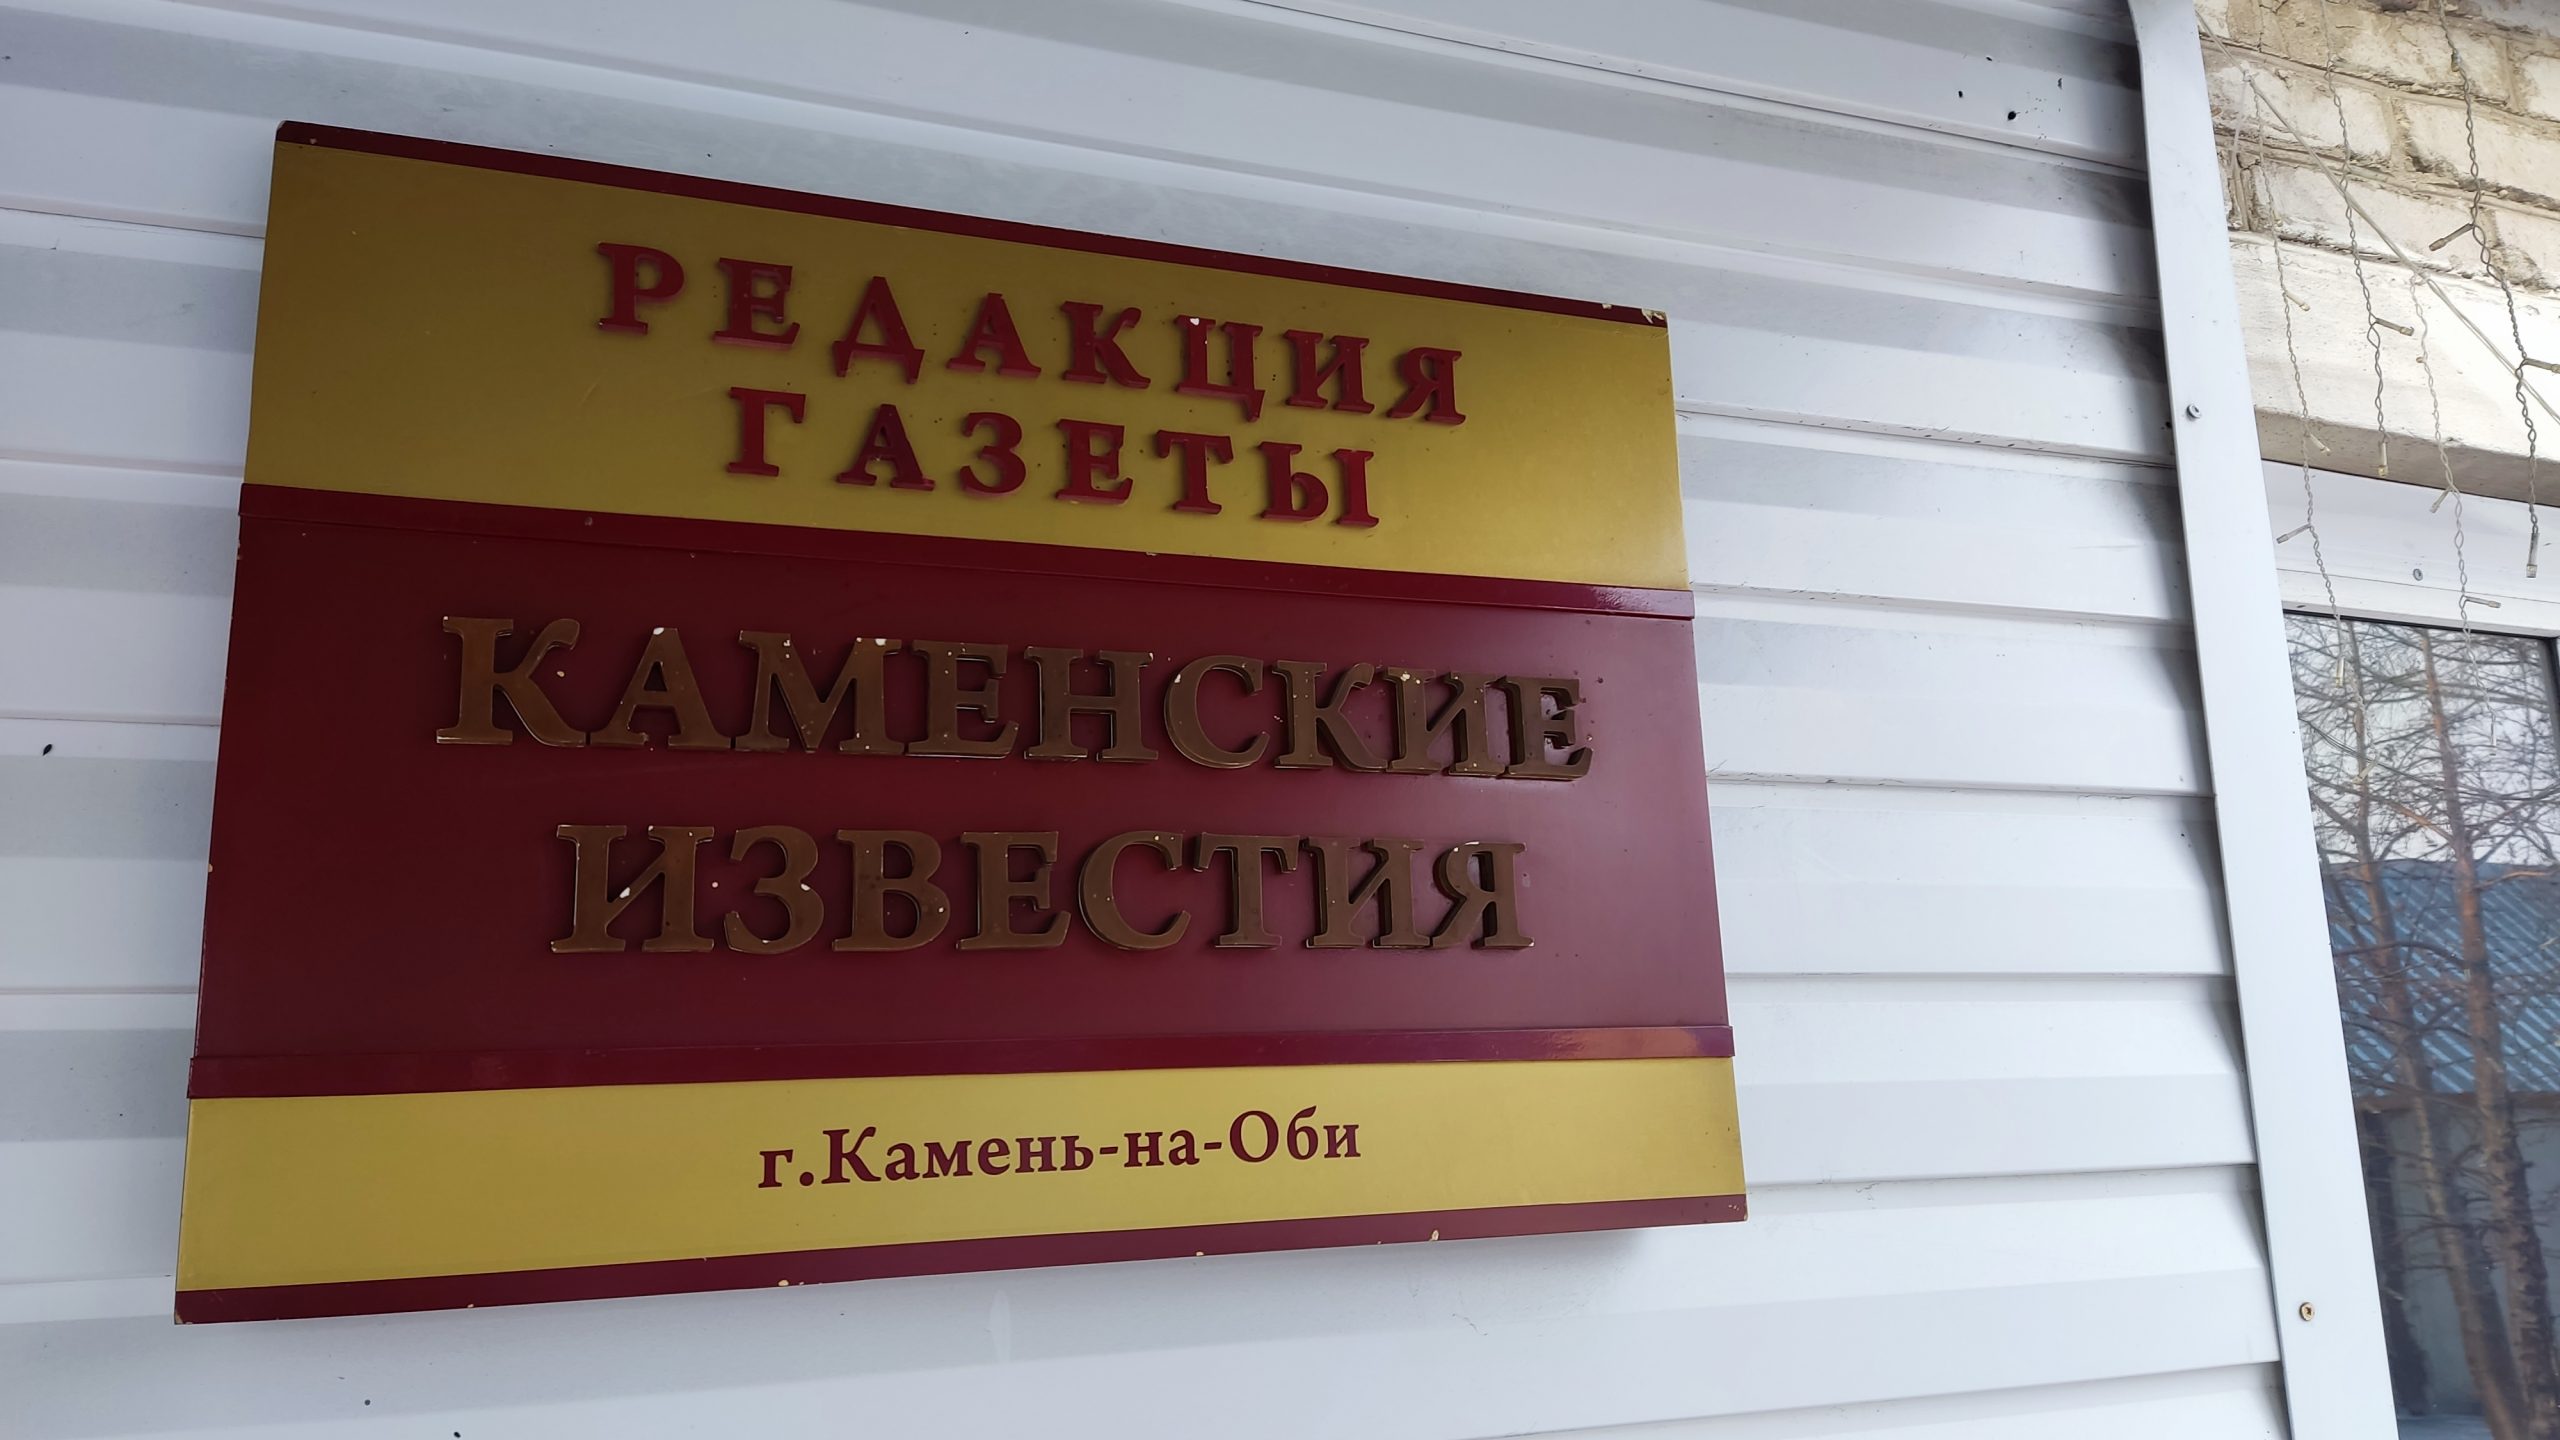 РЕДАКЦИЯ
ГАЗЕТЫ
КАМЕНСКИЕ
ИЗВЕСТИЯ
г.Камень-на-Оби